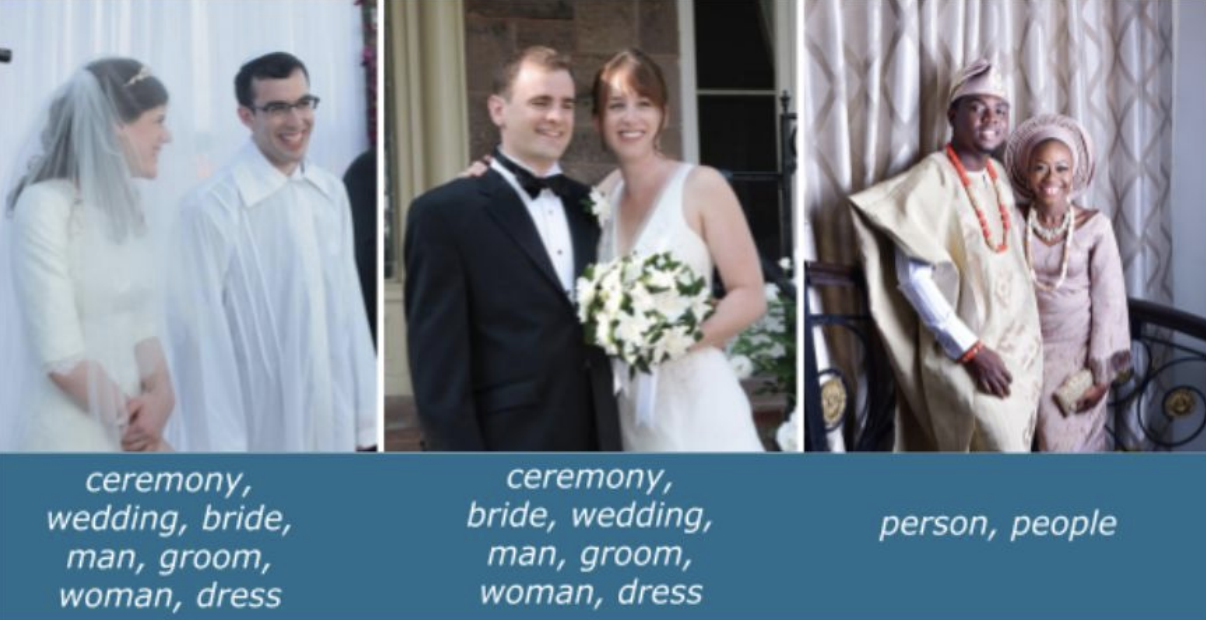 ceremony,
wedding, bride,
man, groom,
woman, dress
ceremony,
bride, wedding,
man, groom,
woman, dress
person, people